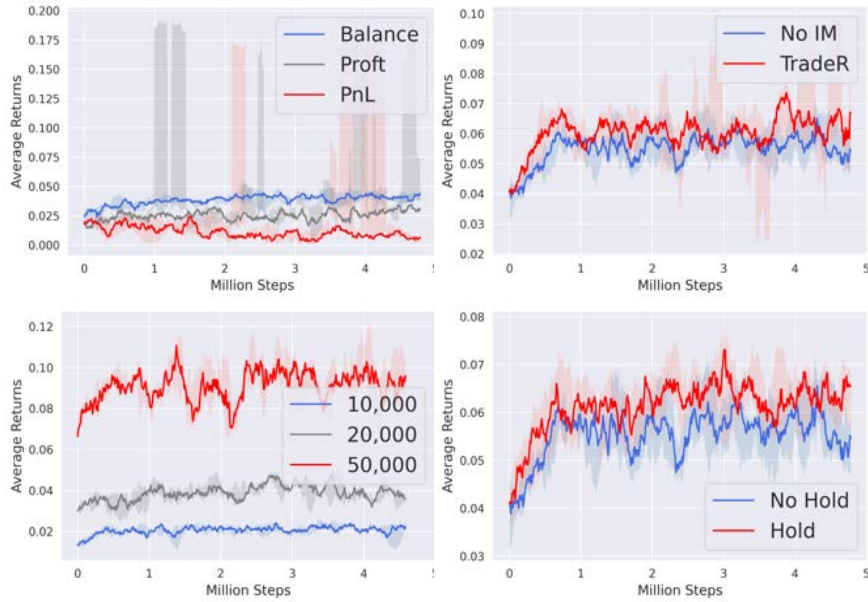 0.200
0.175
0.150
0.125
0.100
0.075
0.050
0.025
0.000
Average Returns
Balance
Proft
PnL
0 1 2 3 4 5
Million Steps
0.10
0.09
0.08
0.07
0.06
0.05
0.04
0.03
0.02
Average Returns
No IM
TradeR
0 1 2 3 4 5
Million Steps
0.12
0.10
0.08
0.06
0.04
0.02
Average Returns
10,000
20,000
50,000
0 1 2 3 4 5
Million Steps
0.08
0.07
0.06
0.05
0.04
0.03
Average Returns
No Hold
Hold
0 1 2 3 4 5
Million Steps